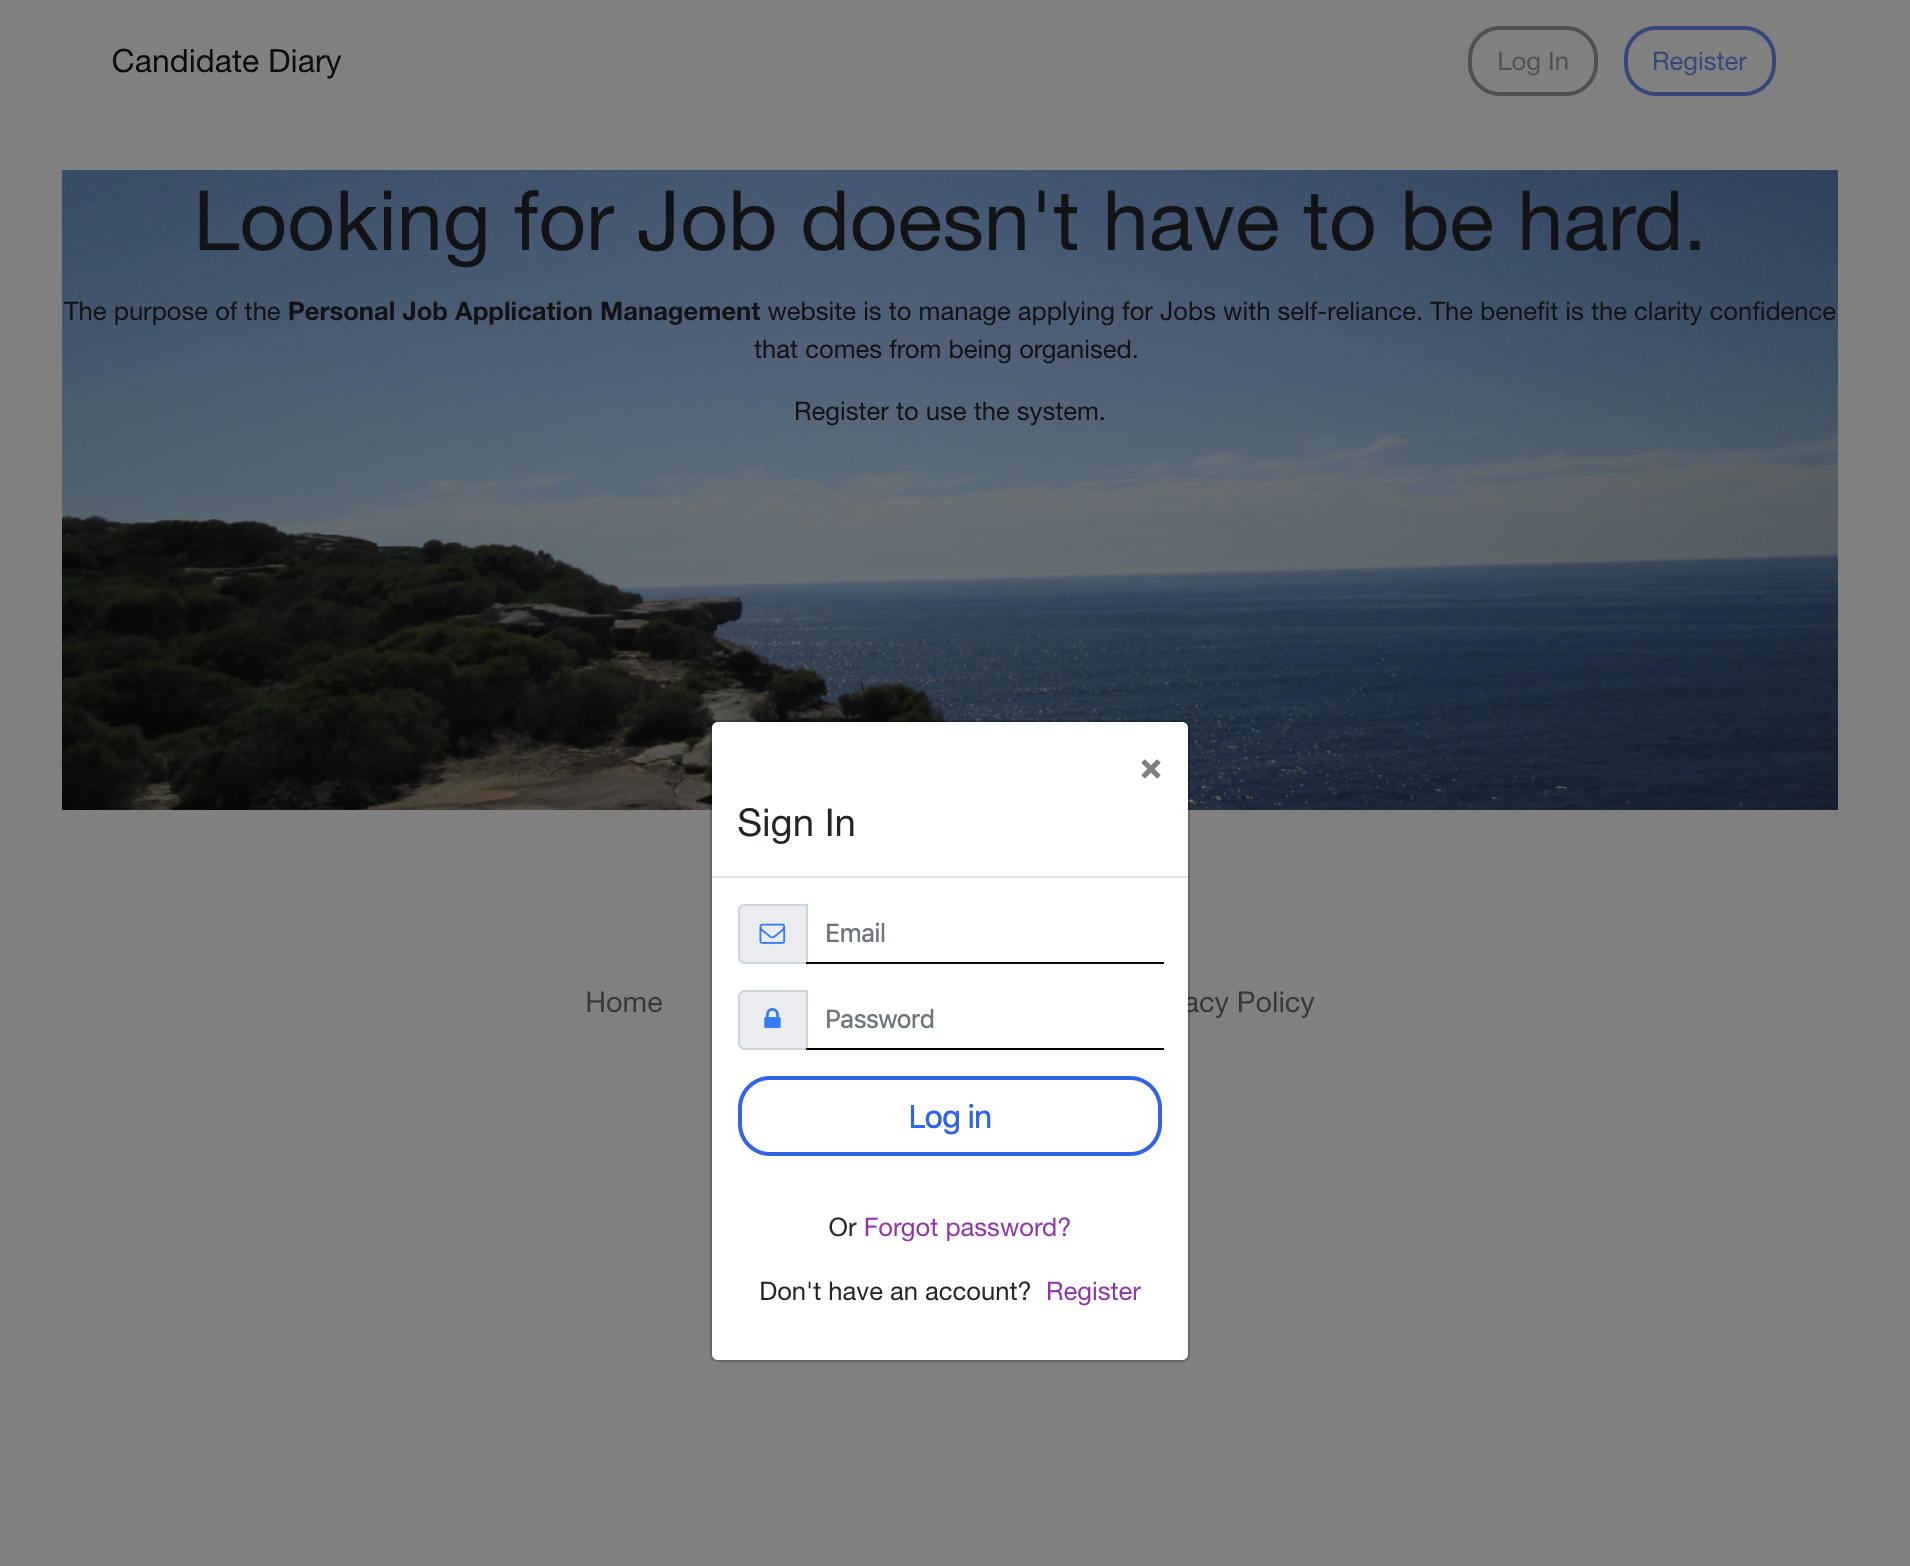 Candidate Diary
Log In
Register
Looking for Job doesn't have to be hard.
The purpose of the Personal Job Application Management website is to manage applying for Jobs with self-reliance. The benefit is the clarity confidence
that comes from being organised.
Register to use the system.
×
Sign In
Email
Password
Log in
Or Forgot password?
Don't have an account? Register
Home
acy Policy